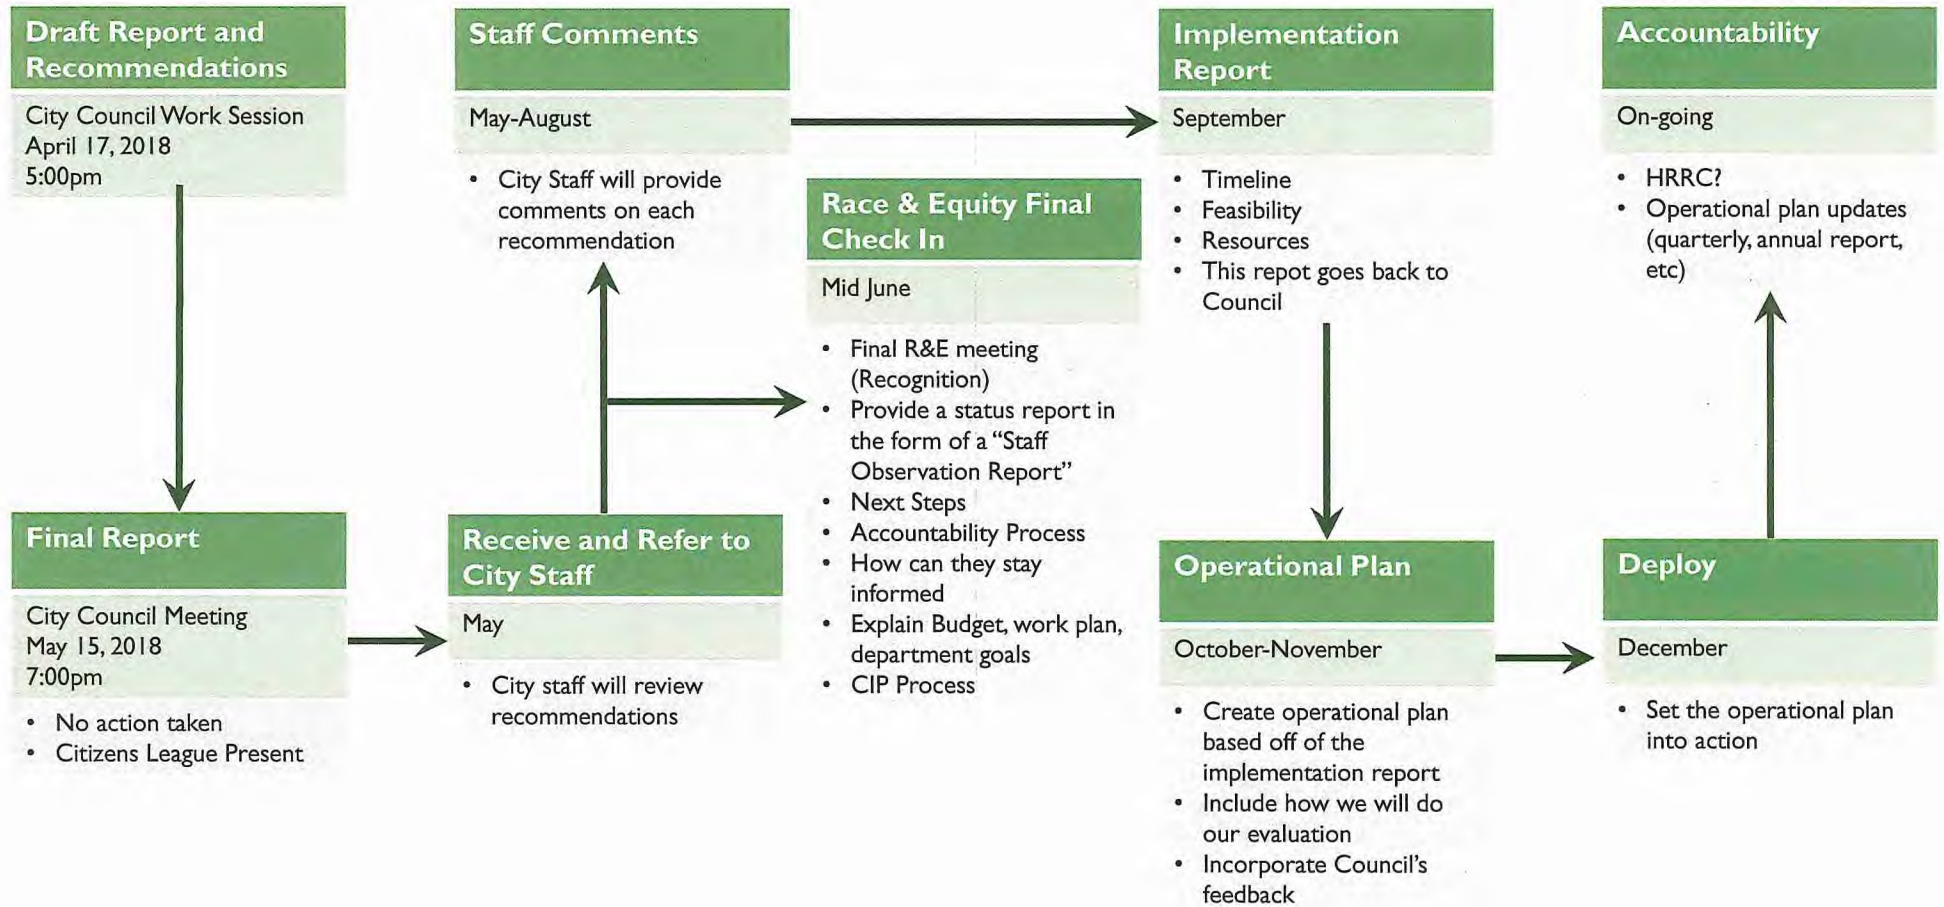 Draft Report and
Recommendations
City Council Work Session
April 17, 2018
5:00pm
Final Report
City Council Meeting
May 15, 2018
7:00pm
• No action taken
• Citizens League Present
Staff Comments
May-August
• City Staff will provide
comments on each
recommendation
Receive and Refer to
City Staff
May
• City staff will review
recommendations
Race & Equity Final
Check In
Mid June
• Final R&E meeting
(Recognition)
• Provide a status report in
the form of a “Staff
Observation Report”
• Next Steps
• Accountability Process
• How can they stay
informed
• Explain Budget, work plan,
department goals
• CIP Process
Implementation
Report
September
• Timeline
• Feasibility
• Resources
• This repot goes back to
Council
Operational Plan
October-November
• Create operational plan
based off of the
implementation report
• Include how we will do
our evaluation
• Incorporate Council’s
feedback
Accountability
On-going
• HRRC?
• Operational plan updates
(quarterly, annual report,
etc)
Deploy
December
• Set the operational plan
into action